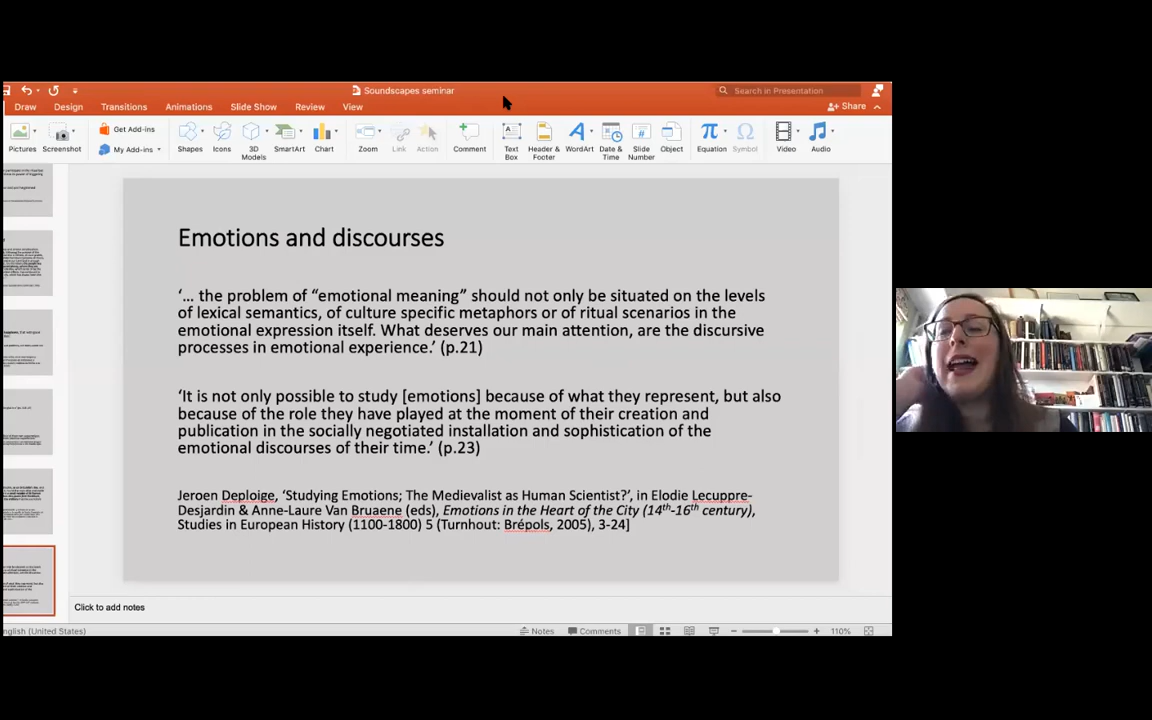 Soundscapes seminar
Search in Presentation
Draw Design Transitions Animations Slide Show Review View
Share
Pictures
Screenshot
Get Add-ins
My Add-ins
Shapes
Icons
3D
Models
SmartArt
Chart
Zoom
Link
Action
Comment
Text
Box
Header &
Footer
WordArt
Date &
Time
Slide
Number
Object
Equation
Symbol
Video
Audio
Emotions and discourses
‘… the problem of “emotional meaning” should not only be situated on the levels
of lexical semantics, of culture specific metaphors or of ritual scenarios in the
emotional expression itself. What deserves our main attention, are the discursive
processes in emotional experience.’ (p.21)
‘It is not only possible to study [emotions] because of what they represent, but also
because of the role they have played at the moment of their creation and
publication in the socially negotiated installation and sophistication of the
emotional discourses of their time.’ (p.23)
Jeroen Deploige, ‘Studying Emotions; The Medievalist as Human Scientist?’, in Elodie Lecuppre-
Desjardin & Anne-Laure Van Bruaene (eds), Emotions in the Heart of the City (14th-16th century),
Studies in European History (1100-1800) 5 (Turnhout: Brépols, 2005), 3-24]
Click to add notes
nglish (United States)
Notes
Comments
110%